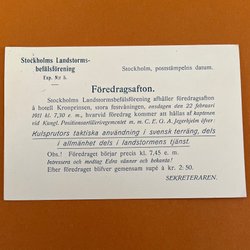 Stockholms Landstorms-
befälsförening
Exp. N:r 5.
Stockholm, poststämpelns datum.
Föredragsafton.
Stockholms Landstormsbefälsförening afhåller föredragsafton
å hotell Kronprinsen, stora festvåningen, onsdagen den 22 februari
1911 kl. 7,30 e. m., hvarvid föredrag kommer att hållas af kaptenen
vid Kungl. Positionsartilleriregementet m. m. C. E. G. A. Jegerhjelm öfver:
Kulsprutors taktiska användning i svensk terräng, dels
i allmänhet dels i landstormens tjänst.
Obs.! Föredraget börjar precis kl. 7,45 e. m.
Intressera och medtag Edra vänner och bekanta!
Efter föredraget blifver gemensam supé à kr. 2:50.
SEKRETERAREN.